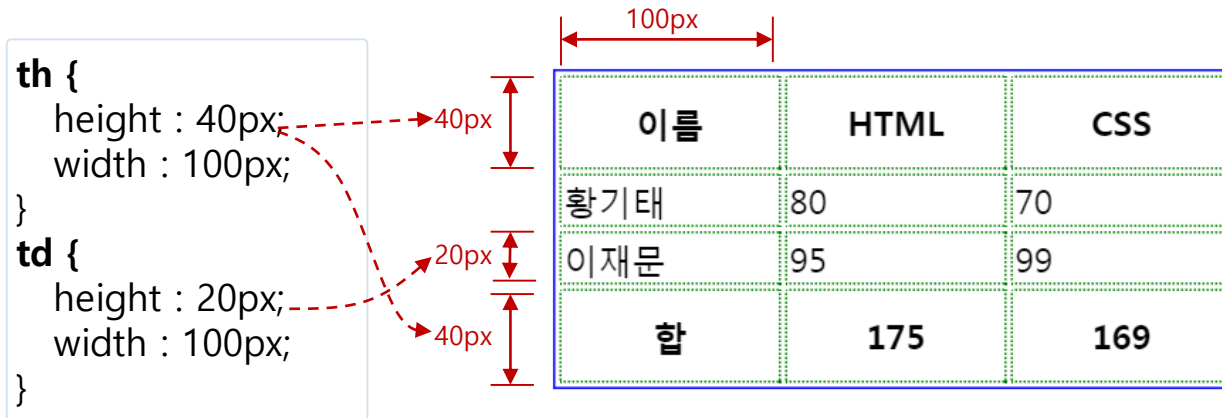 th {
height : 40px;
width : 100px;
}
td {
height : 20px;
width : 100px;
}
100px
40px
20px
40px
이름 HTML CSS
황기태 80 70
이재문 95 99
합 175 169